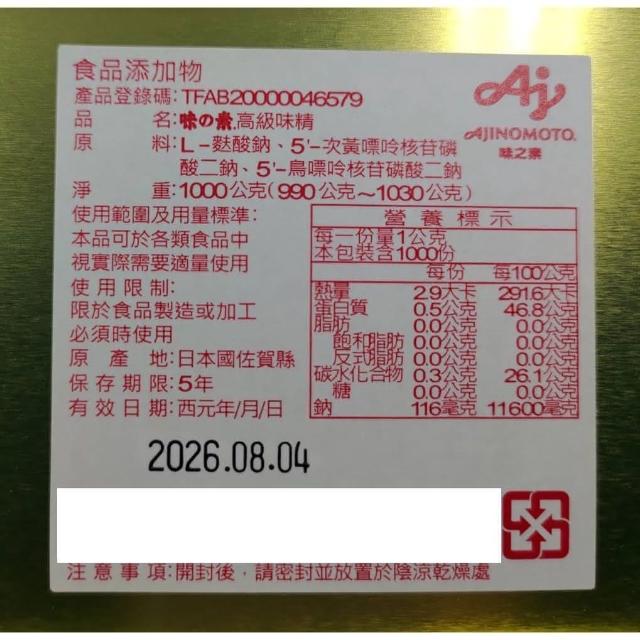 食品添加物
產品登錄碼:TFAB20000046579
品 名:味の素.高級味精
原 料:L-麩酸鈉、5'-次黃嘌呤核苷磷
酸二鈉、5'-鳥嘌呤核苷磷酸二鈉
淨 重:1000公克(990公克~1030公克)
Aj
AJINOMOTO.
味之素
使用範圍及用量標準:
本品可於各類食品中
視實際需要適量使用
使用限制:
限於食品製造或加工
必須時使用
原 產 地:日本國佐賀縣
保存期限:5年
有效日期:西元年/月/日
營養標示
每一份量1公克
本包裝含1000份
每份 每100公克
熱量 2.9大卡 291.6大卡
蛋白質 0.5公克 46.8公克
脂肪 0.0公克 0.0公克
飽和脂肪 0.0公克 0.0公克
反式脂肪 0.0公克 0.0公克
碳水化合物 0.3公克 26.1公克
糖 0.0公克 0.0公克
鈉 116毫克 11600毫克
2026.08.04
注意事項:開封後,請密封並放置於陰涼乾燥處